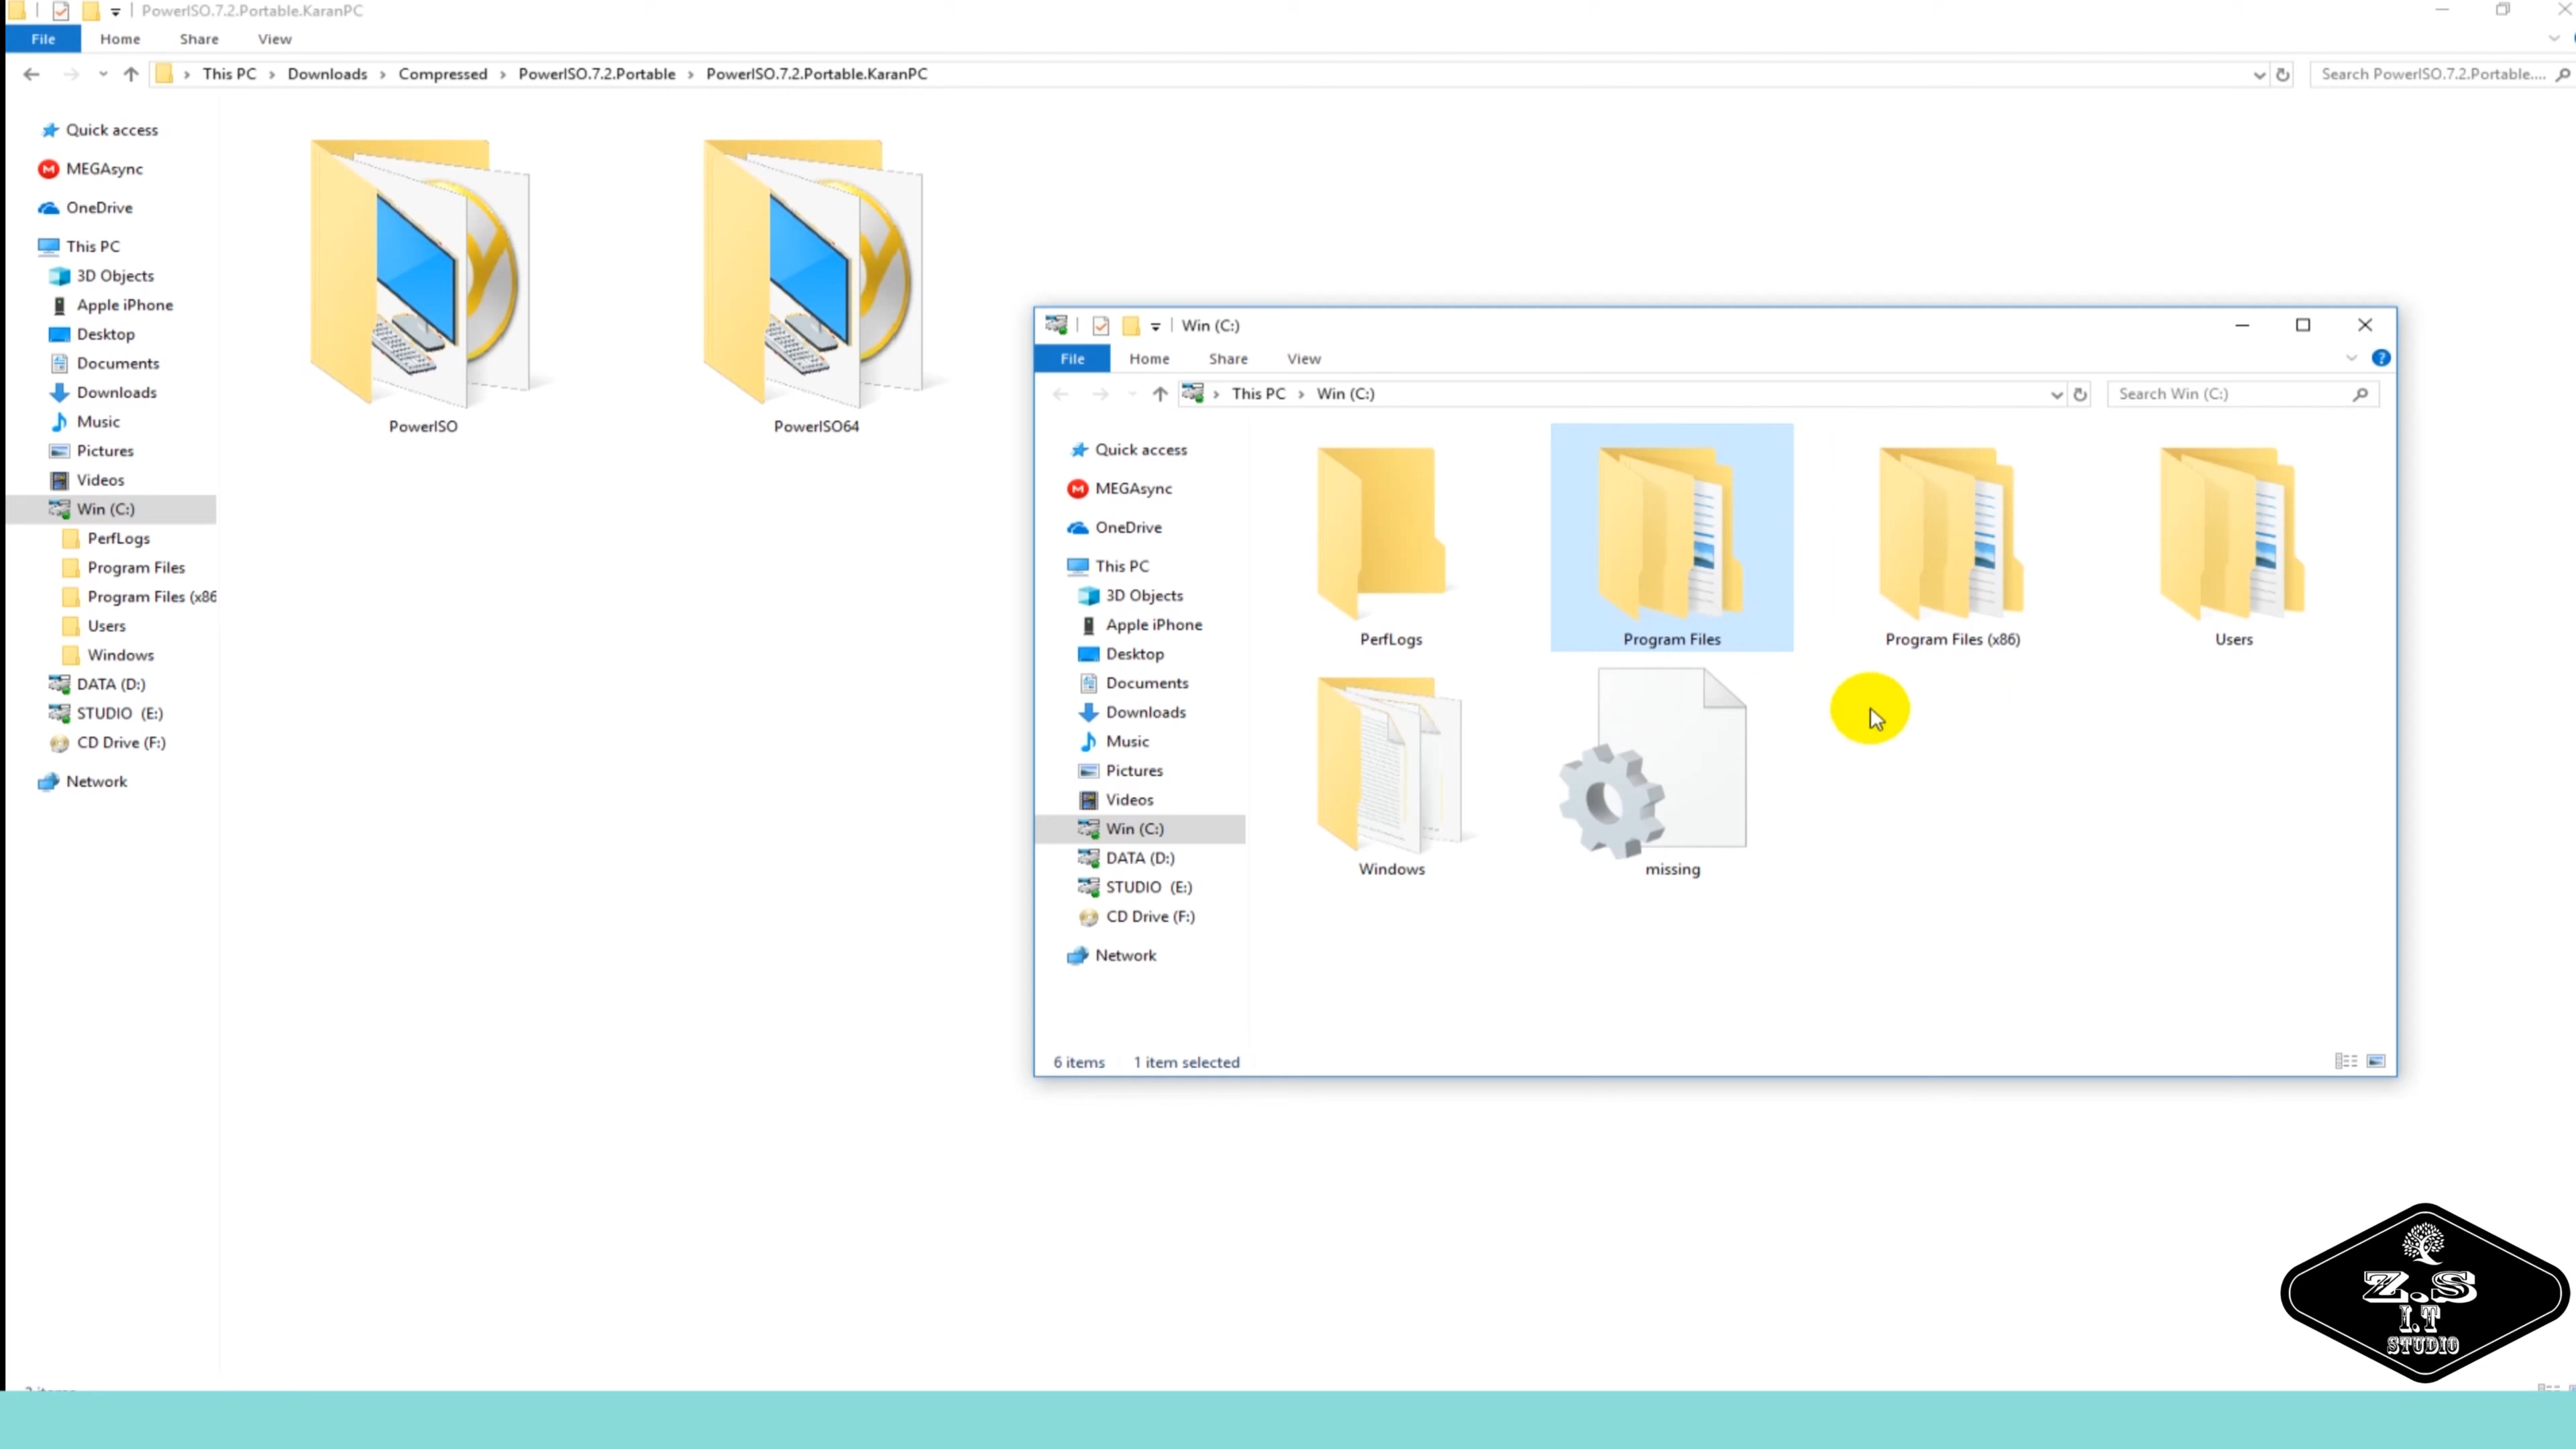 PowerISO.7.2.Portable.KaranPC
File Home Share View
This PC Downloads Compressed PowerISO.7.2.Portable PowerISO.7.2.Portable.KaranPC
Search PowerISO.7.2.Portable....
Quick access
MEGAsync
OneDrive
This PC
3D Objects
Apple iPhone
Desktop
Documents
Downloads
Music
Pictures
Videos
Win (C:)
PerfLogs
Program Files
Program Files (x86
Users
Windows
DATA (D:)
STUDIO (E:)
CD Drive (F:)
Network
PowerISO PowerISO64
Win (C:)
File Home Share View
This PC Win (C:)
Search Win (C:)
Quick access
MEGAsync
OneDrive
This PC
3D Objects
Apple iPhone
Desktop
Documents
Downloads
Music
Pictures
Videos
Win (C:)
DATA (D:)
STUDIO (E:)
CD Drive (F:)
Network
PerfLogs Program Files Program Files (x86) Users
Windows missing
6 items 1 item selected
Z.S
I.T
STUDIO